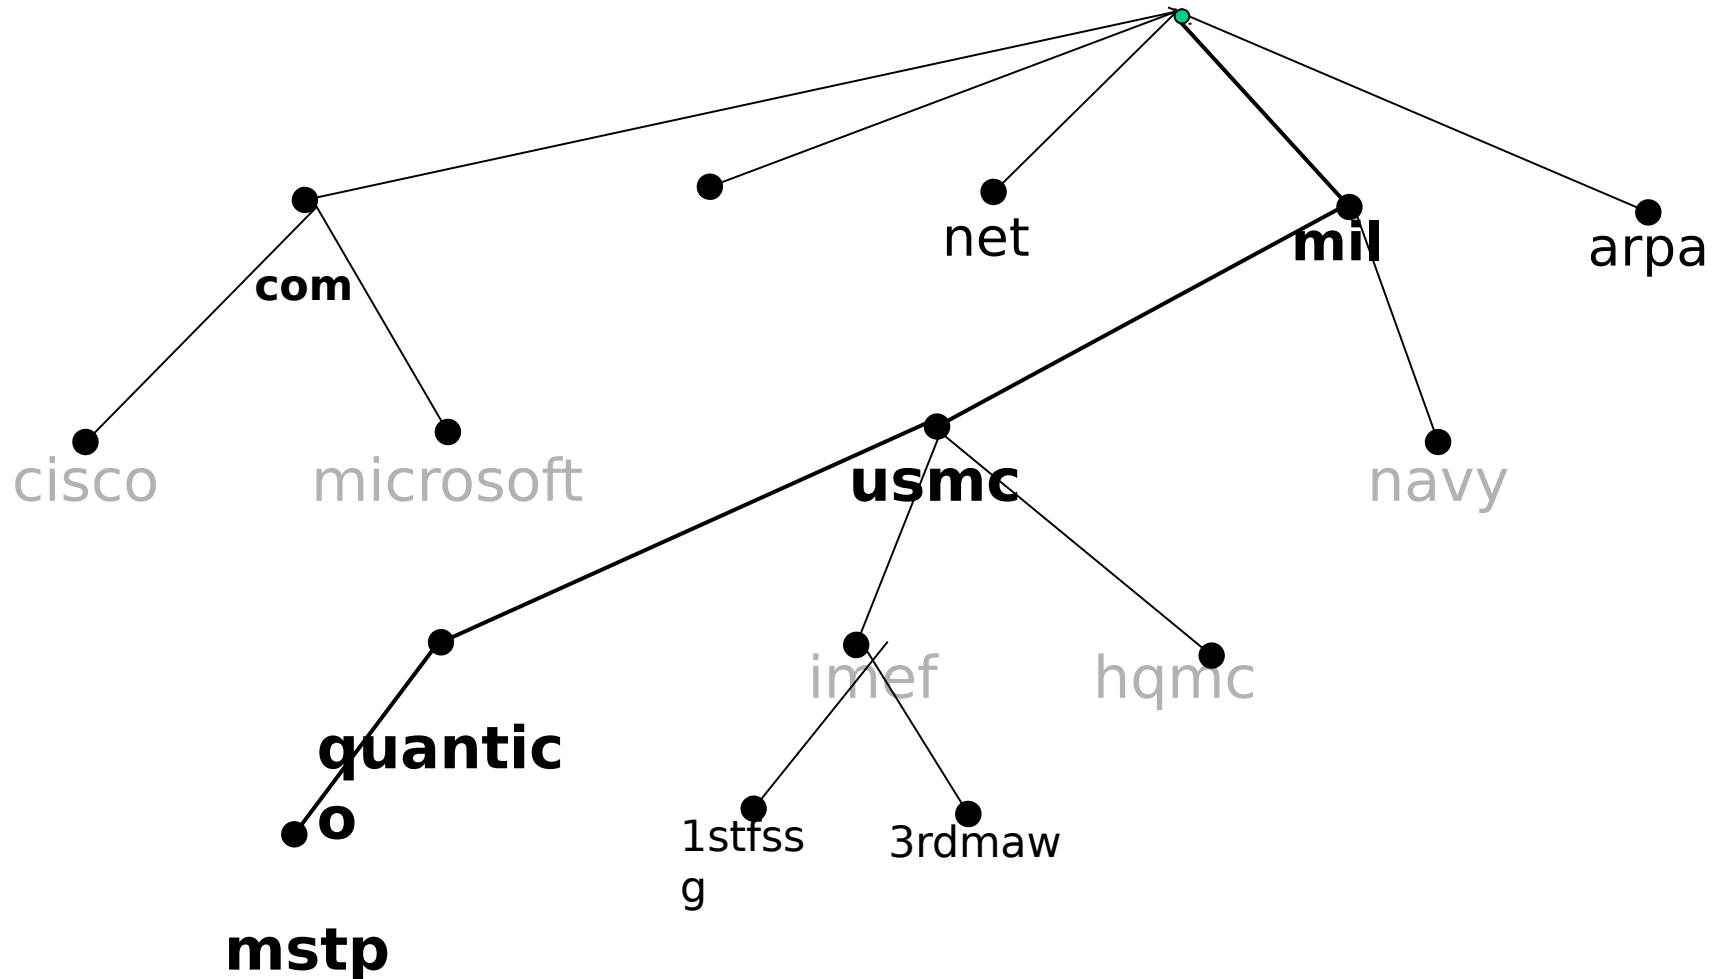 net
mil
arpa
com
cisco
microsoft
usmc
navy
imef
hqmc
quantic
o
1stfss
g
3rdmaw
mstp